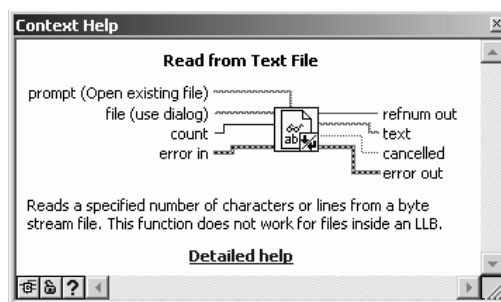 Context Help
Read from Text File
prompt (Open existing file)
file (use dialog)
count
error in
ab
refnum out
text
cancelled
error out
Reads a specified number of characters or lines from a byte
stream file. This function does not work for files inside an LLB.
Detailed help
?